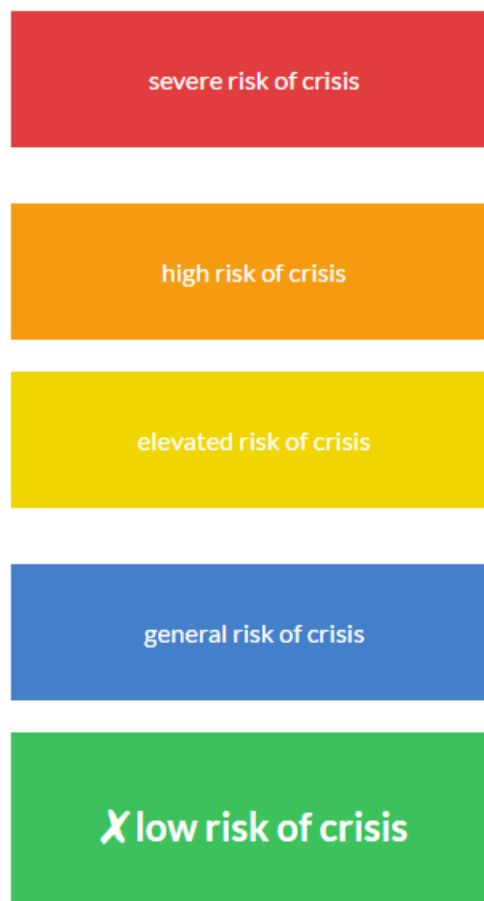 severe risk of crisis
high risk of crisis
elevated risk of crisis
general risk of crisis
✗ low risk of crisis